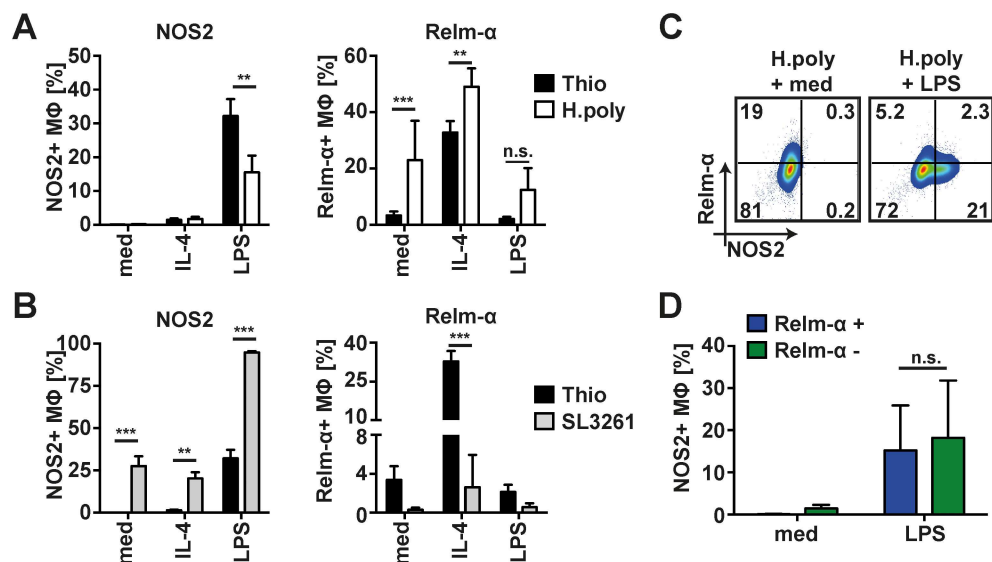 A
NOS2
NOS2+ MΦ [%]
50
40
30
20
10
0
med
IL-4
LPS
**
Relm-α
Relm-α+ MΦ [%]
60
40
20
0
***
**
n.s.
med
IL-4
LPS
Thio
H.poly
B
NOS2
NOS2+ MΦ [%]
100
75
50
25
0
***
**
***
med
IL-4
LPS
Relm-α
Relm-α+ MΦ [%]
40
25
10
8
4
0
***
med
IL-4
LPS
Thio
SL3261
C
H.poly
+ med
H.poly
+ LPS
19 0.3
81 0.2
5.2 2.3
72 21
Relm-α
NOS2
D
Relm-α +
Relm-α -
NOS2+ MΦ [%]
40
30
20
10
0
n.s.
med
LPS